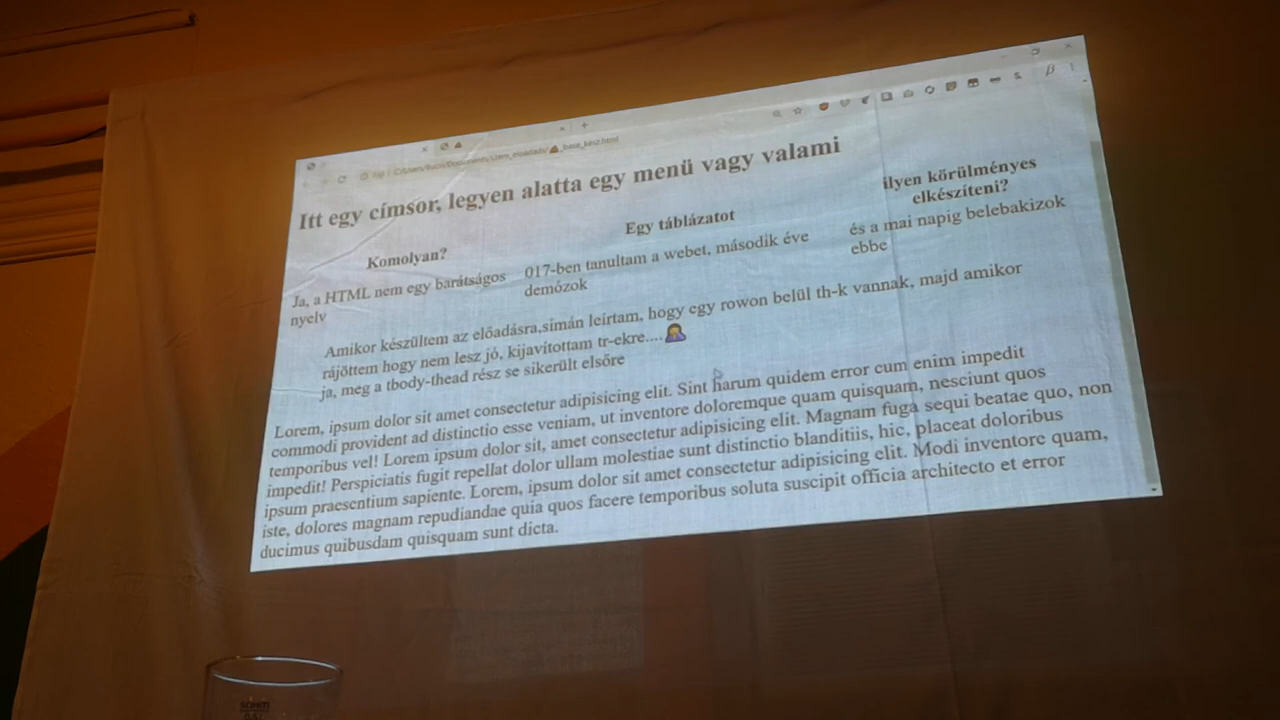 _base_kesz.html
Itt egy címsor, legyen alatta egy menü vagy valami
Komolyan?
Egy táblázatot
ilyen körülményes
elkészíteni?
Ja, a HTML nem egy barátságos
nyelv
017-ben tanultam a webet, második éve
demózok
és a mai napig belebakizok
ebbe
Amikor készültem az előadásra,simán leírtam, hogy egy rowon belül th-k vannak, majd amikor
rájöttem hogy nem lesz jó, kijavítottam tr-ekre....🤦
ja, meg a tbody-thead rész se sikerült elsőre
Lorem, ipsum dolor sit amet consectetur adipisicing elit. Sint harum quidem error cum enim impedit
commodi provident ad distinctio esse veniam, ut inventore doloremque quam quisquam, nesciunt quos
temporibus vel! Lorem ipsum dolor sit, amet consectetur adipisicing elit. Magnam fuga sequi beatae quo, non
impedit! Perspiciatis fugit repellat dolor ullam molestiae sunt distinctio blanditiis, hic, placeat doloribus
ipsum praesentium sapiente. Lorem, ipsum dolor sit amet consectetur adipisicing elit. Modi inventore quam,
iste, dolores magnam repudiandae quia quos facere temporibus soluta suscipit officia architecto et error
ducimus quibusdam quisquam sunt dicta.